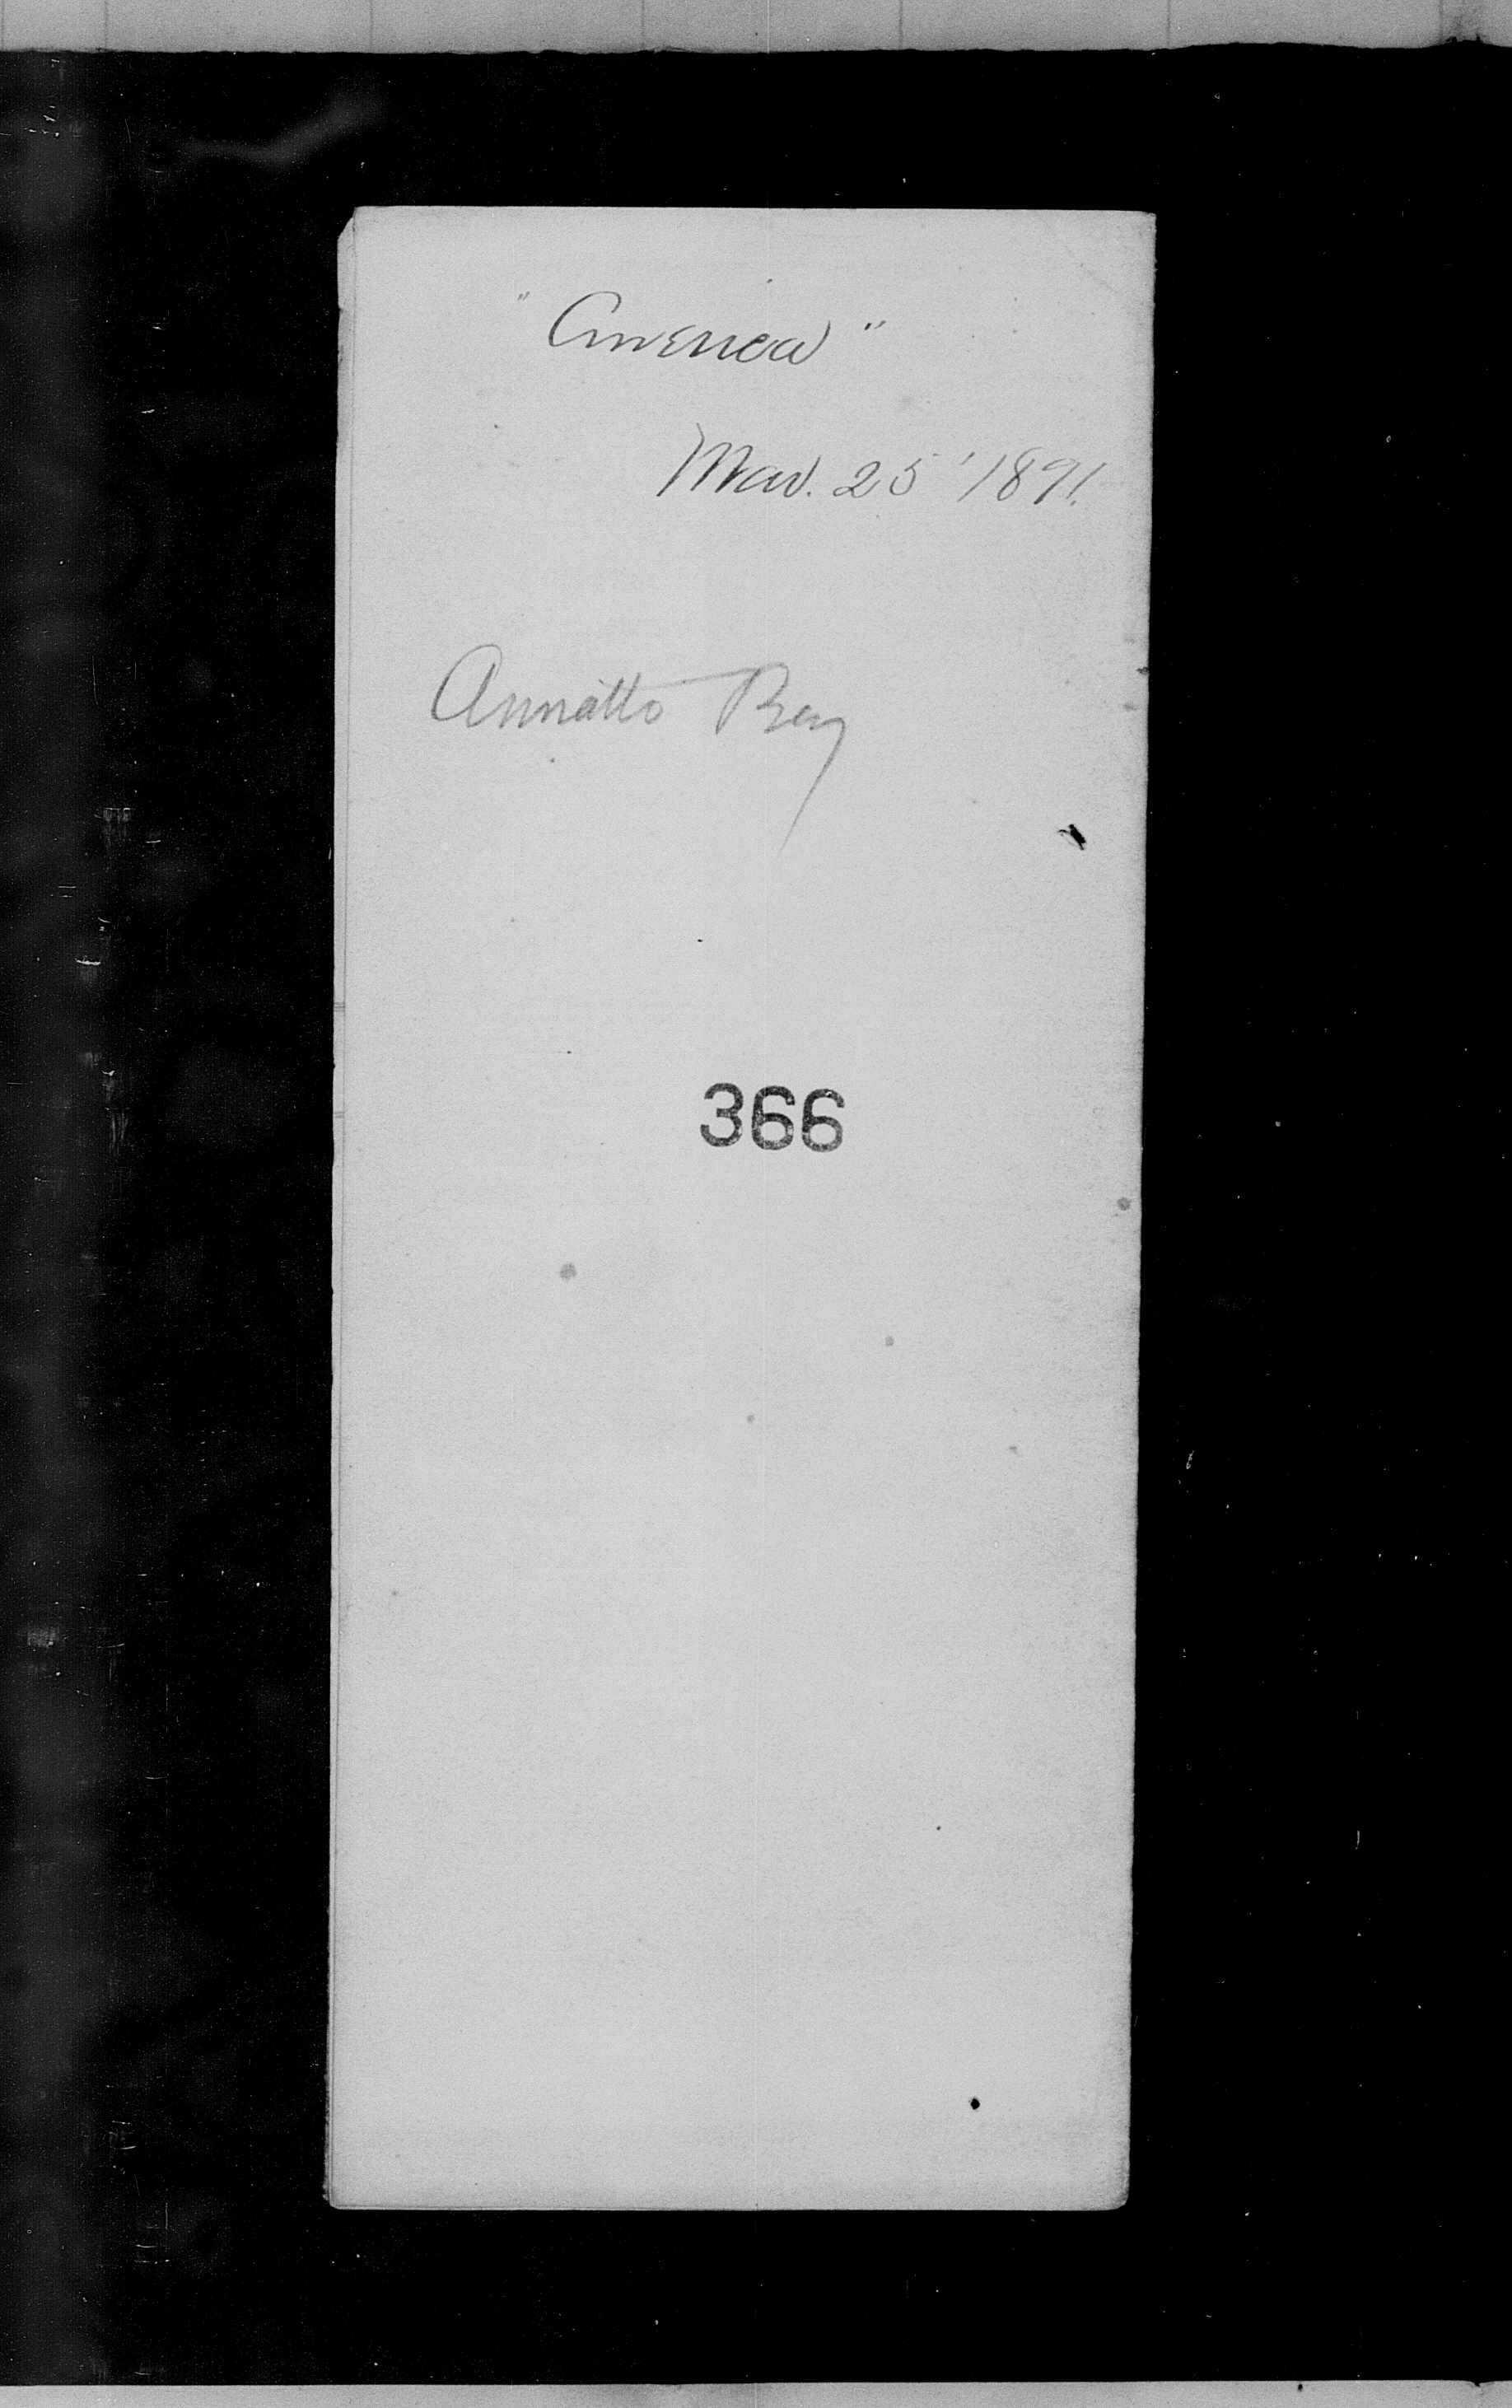 "America"
Mar. 25' 1891.
Annatto Bay
366